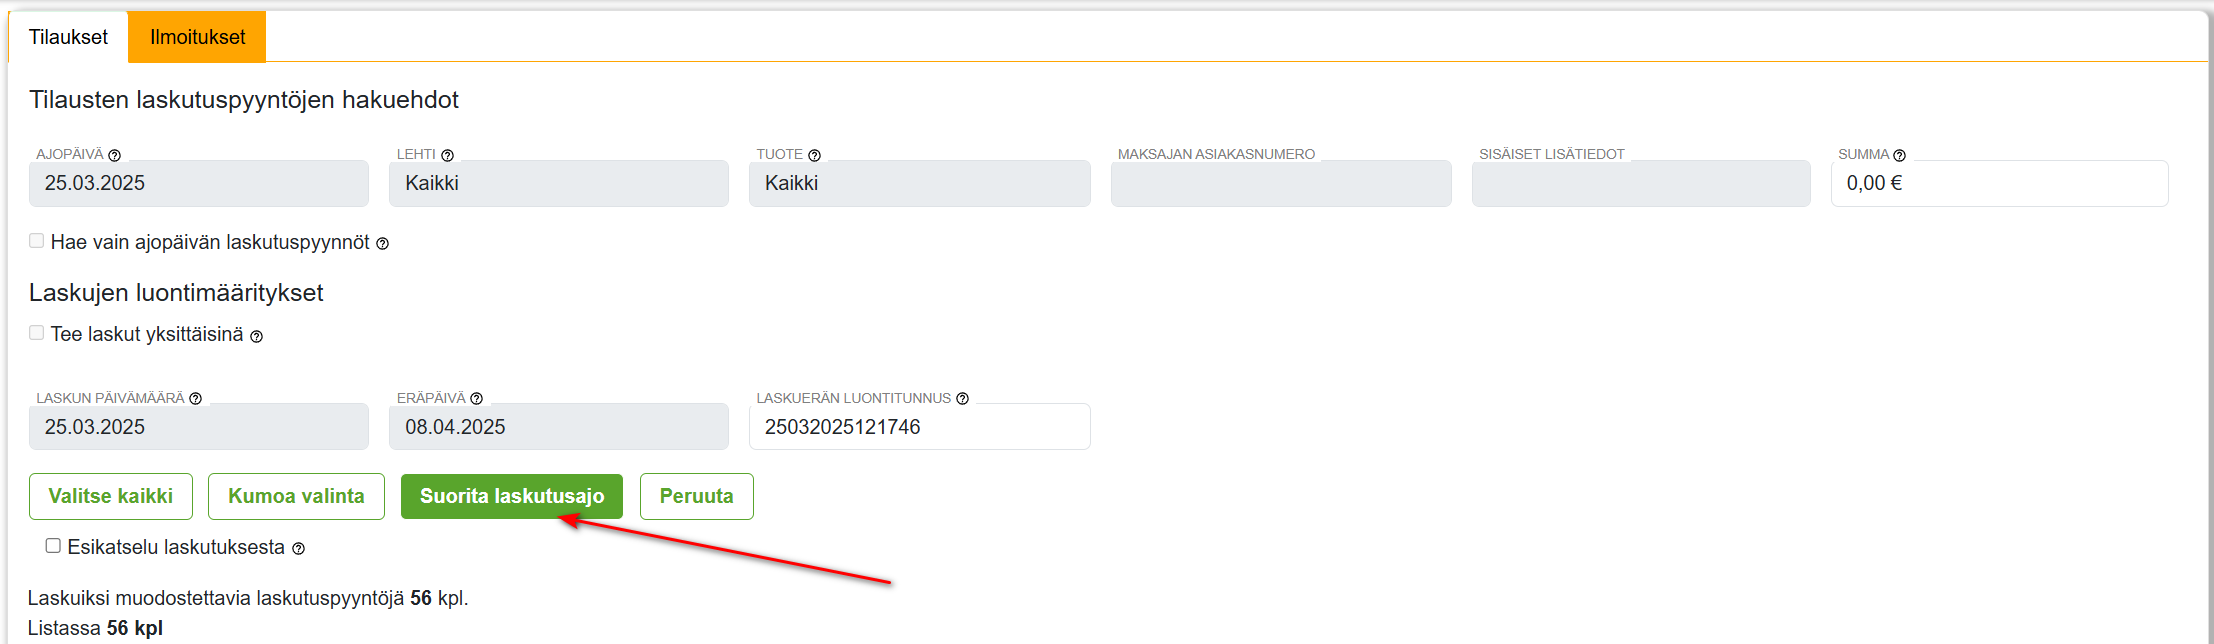 Tilaukset Ilmoitukset
Tilausten laskutuspyyntöjen hakuehdot
AJOPÄIVÄ LEHTI TUOTE MAKSAJAN ASIAKASNUMERO SISÄISET LISÄTIEDOT SUMMA
25.03.2025 Kaikki Kaikki 0,00 €
Hae vain ajopäivän laskutuspyynnöt
Laskujen luontimääritykset
Tee laskut yksittäisinä
LASKUN PÄIVÄMÄÄRÄ ERÄPÄIVÄ LASKUERÄN LUONTITUNNUS
25.03.2025 08.04.2025 25032025121746
Valitse kaikki Kumoa valinta Suorita laskutusajo Peruuta
Esikatselu laskutuksesta
Laskuiksi muodostettavia laskutuspyyntöjä 56 kpl.
Listassa 56 kpl